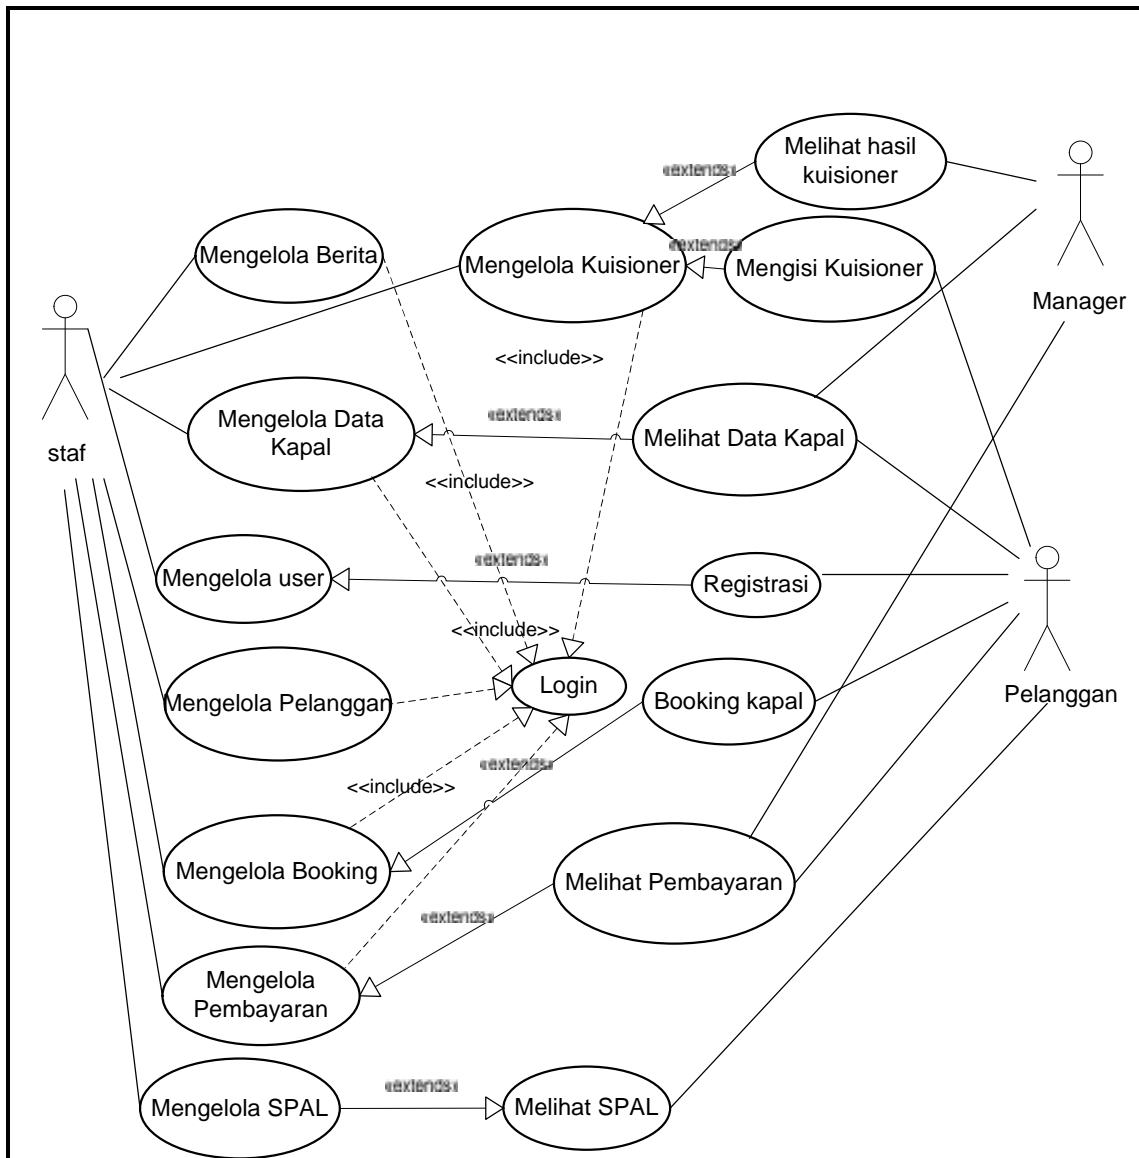 Melihat hasil
kuisioner
«extends»
«extends»
Mengelola Berita
Mengelola Kuisioner
Mengisi Kuisioner
Manager
<<include>>
Mengelola Data
Kapal
«extends»
Melihat Data Kapal
staf
<<include>>
«extends»
Mengelola user
Registrasi
<<include>>
Login
Mengelola Pelanggan
Booking kapal
Pelanggan
«extends»
<<include>>
Mengelola Booking
Melihat Pembayaran
«extends»
Mengelola
Pembayaran
«extends»
Mengelola SPAL
Melihat SPAL